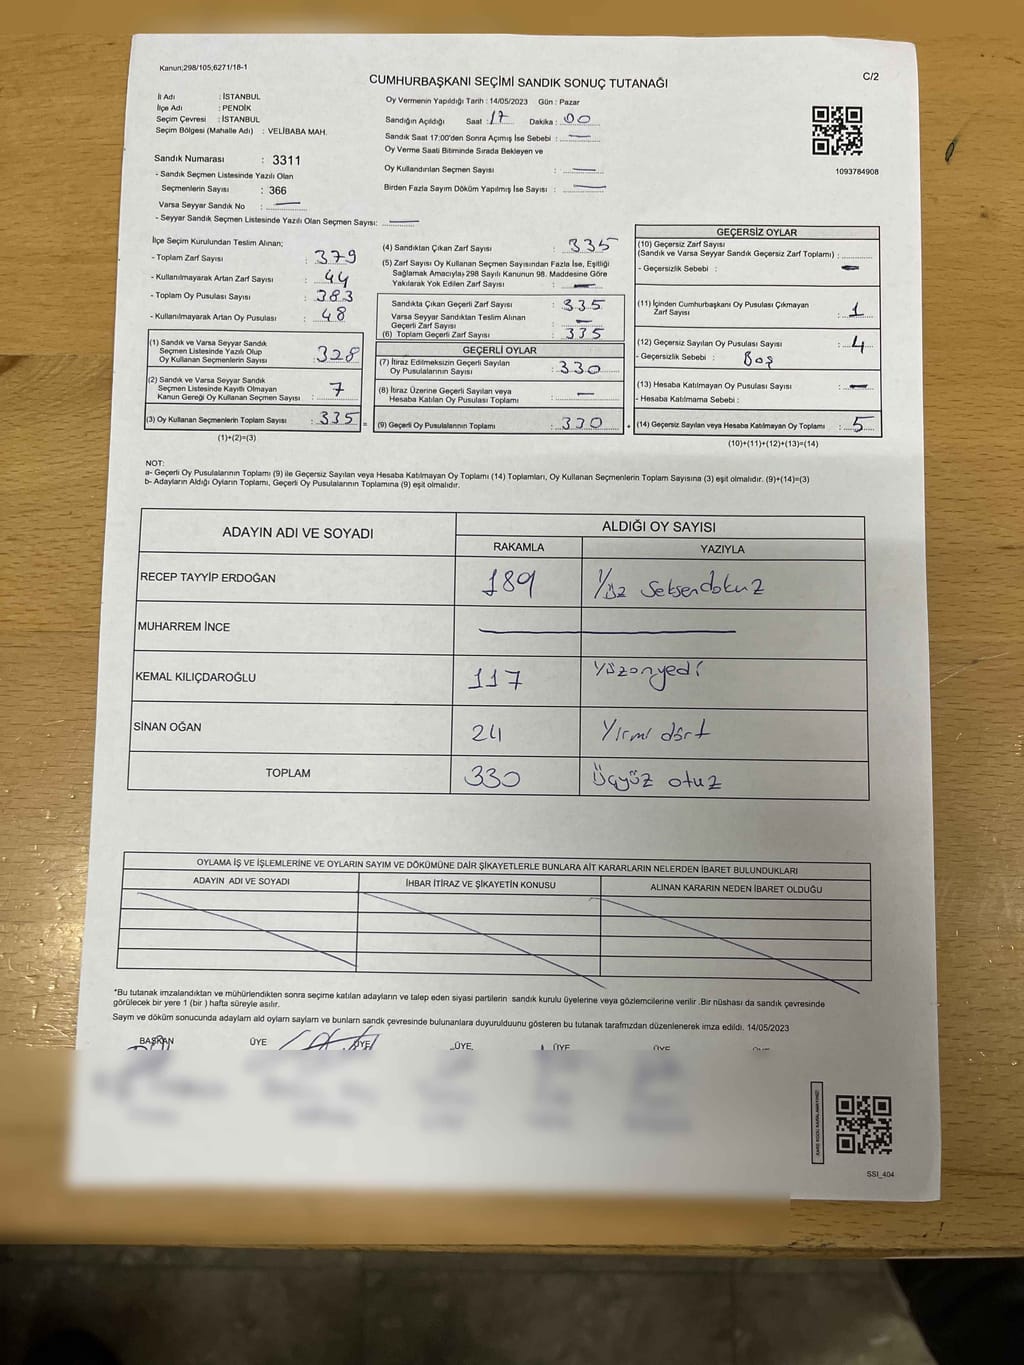 Kanun;298/105;6271/18-1
C/2
CUMHURBAŞKANI SEÇİMİ SANDIK SONUÇ TUTANAĞI
İl Adı : İSTANBUL
İlçe Adı : PENDİK
Seçim Çevresi : İSTANBUL
Seçim Bölgesi (Mahalle Adı) : VELİBABA MAH.
Oy Vermenin Yapıldığı Tarih : 14/05/2023 Gün : Pazar
Sandığın Açıldığı Saat : 17 Dakika : 00
Sandık Saat 17:00'den Sonra Açımış İse Sebebi : —
Oy Verme Saati Bitiminde Sırada Bekleyen ve
Oy Kullandırılan Seçmen Sayısı : —
Birden Fazla Sayım Döküm Yapılmış İse Sayısı : —
1093784908
Sandık Numarası : 3311
- Sandık Seçmen Listesinde Yazılı Olan
Seçmenlerin Sayısı : 366
Varsa Seyyar Sandık No : —
- Seyyar Sandık Seçmen Listesinde Yazılı Olan Seçmen Sayısı: —
İlçe Seçim Kurulundan Teslim Alınan;
- Toplam Zarf Sayısı : 379
- Kullanılmayarak Artan Zarf Sayısı : 44
- Toplam Oy Pusulası Sayısı : 383
- Kullanılmayarak Artan Oy Pusulası : 48
(1) Sandık ve Varsa Seyyar Sandık
Seçmen Listesinde Yazılı Olup
Oy Kullanan Seçmenlerin Sayısı : 328
(2) Sandık ve Varsa Seyyar Sandık
Seçmen Listesinde Kayıtlı Olmayan
Kanun Gereği Oy Kullanan Seçmen Sayısı : 7
(3) Oy Kullanan Seçmenlerin Toplam Sayısı : 335
(1)+(2)=(3)
(4) Sandıktan Çıkan Zarf Sayısı : 335
(5) Zarf Sayısı Oy Kullanan Seçmen Sayısından Fazla İse, Eşitliği
Sağlamak Amacıylaş 298 Sayılı Kanunun 98. Maddesine Göre
Yakılarak Yok Edilen Zarf Sayısı : —
Sandıkta Çıkan Geçerli Zarf Sayısı : 335
Varsa Seyyar Sandıktan Teslim Alınan
Geçerli Zarf Sayısı : —
(6) Toplam Geçerli Zarf Sayısı : 335
GEÇERLİ OYLAR
(7) İtiraz Edilmeksizin Geçerli Sayılan
Oy Pusulalarının Sayısı : 330
(8) İtiraz Üzerine Geçerli Sayılan veya
Hesaba Katılan Oy Pusulası Toplamı : —
= (9) Geçerli Oy Pusulalarının Toplamı : 330
GEÇERSİZ OYLAR
(10) Geçersiz Zarf Sayısı
(Sandık ve Varsa Seyyar Sandık Geçersiz Zarf Toplamı) :
- Geçersizlik Sebebi : —
(11) İçinden Cumhurbaşkanı Oy Pusulası Çıkmayan
Zarf Sayısı : 1
(12) Geçersiz Sayılan Oy Pusulası Sayısı : 4
- Geçersizlik Sebebi : Boş
(13) Hesaba Katılmayan Oy Pusulası Sayısı : —
- Hesaba Katılmama Sebebi :
+ (14) Geçersiz Sayılan veya Hesaba Katılmayan Oy Toplamı : 5
(10)+(11)+(12)+(13)=(14)
NOT:
a- Geçerli Oy Pusulalarının Toplamı (9) ile Geçersiz Sayılan veya Hesaba Katılmayan Oy Toplamı (14) Toplamları, Oy Kullanan Seçmenlerin Toplam Sayısına (3) eşit olmalıdır. (9)+(14)=(3)
b- Adayların Aldığı Oyların Toplamı, Geçerli Oy Pusulalarının Toplamına (9) eşit olmalıdır.
ADAYIN ADI VE SOYADI
ALDIĞI OY SAYISI
RAKAMLA YAZIYLA
RECEP TAYYİP ERDOĞAN 189 Yüz seksendokuz
MUHARREM İNCE —
KEMAL KILIÇDAROĞLU 117 Yüzonyedi
SİNAN OĞAN 24 Yirmi dört
TOPLAM 330 Üçyüz otuz
OYLAMA İŞ VE İŞLEMLERİNE VE OYLARIN SAYIM VE DÖKÜMÜNE DAİR ŞİKAYETLERLE BUNLARA AİT KARARLARIN NELERDEN İBARET BULUNDUKLARI
ADAYIN ADI VE SOYADI İHBAR İTİRAZ VE ŞİKAYETİN KONUSU ALINAN KARARIN NEDEN İBARET OLDUĞU
*Bu tutanak imzalandıktan ve mühürlendikten sonra seçime katılan adayların ve talep eden siyasi partilerin sandık kurulu üyelerine veya gözlemcilerine verilir .Bir nüshası da sandık çevresinde
görülecek bir yere 1 (bir ) hafta süreyle asılır.
Sayım ve döküm sonucunda adaylarn ald oylarn saylarn ve bunlarn sandk çevresinde bulunanlara duyurulduunu gösteren bu tutanak tarafmzdan düzenlenerek imza edildi. 14/05/2023
BAŞKAN ÜYE ÜYE ÜYE ÜYE ÜYE
SSI_404